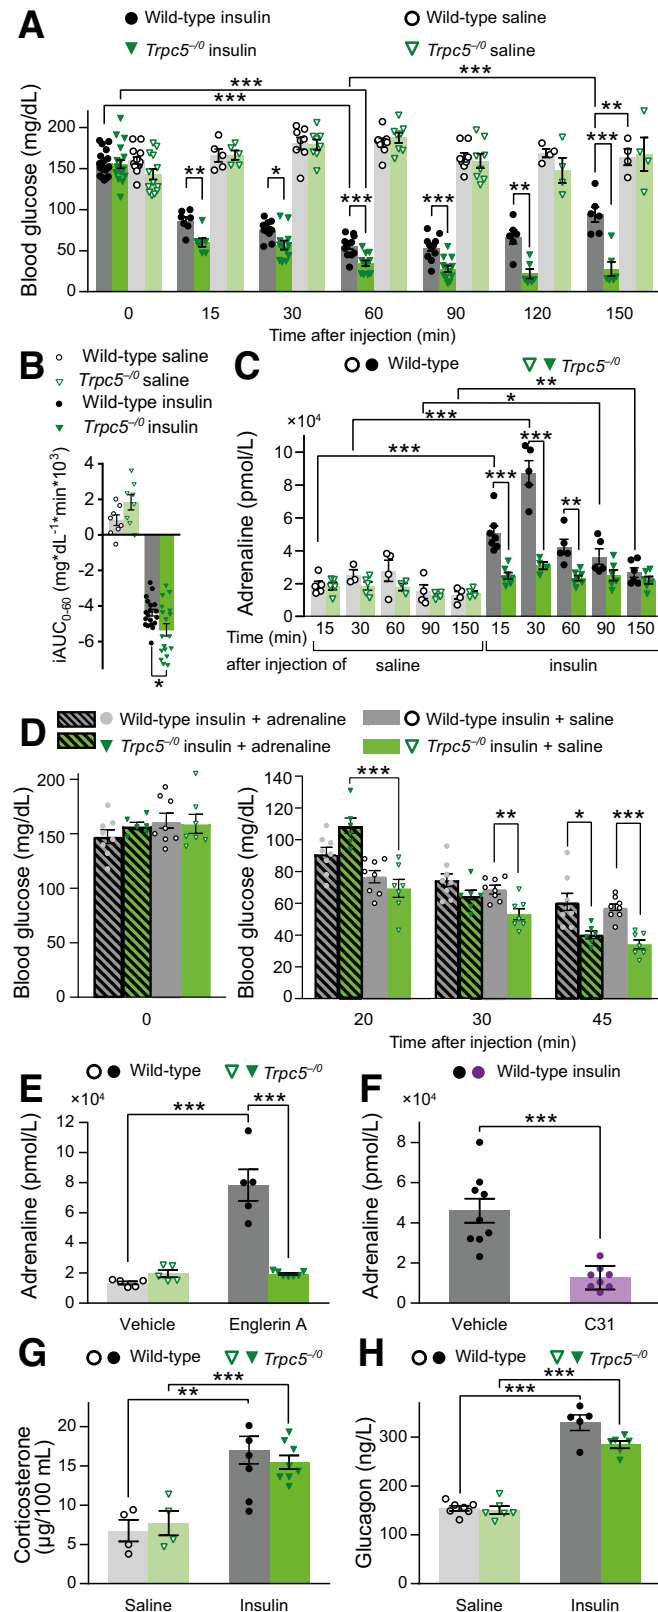 A
Wild-type insulin
Wild-type saline
Trpc5–/0 insulin
Trpc5–/0 saline
***
***
***
**
***
**
*
***
***
**
Blood glucose (mg/dL)
200
150
100
50
0
0 15 30 60 90 120 150
Time after injection (min)
B
Wild-type saline
Trpc5–/0 saline
Wild-type insulin
Trpc5–/0 insulin
iAUC0-60 (mg*dL-1*min*103)
4
2
0
-2
-4
-6
*
C
Wild-type
Trpc5–/0
×104
Adrenaline (pmol/L)
10
8
6
4
2
0
**
*
***
***
***
***
**
Time (min)
15 30 60 90 150 15 30 60 90 150
after injection of
saline
insulin
D
Wild-type insulin + adrenaline
Wild-type insulin + saline
Trpc5–/0 insulin + adrenaline
Trpc5–/0 insulin + saline
Blood glucose (mg/dL)
200
150
100
50
0
0
Blood glucose (mg/dL)
140
120
100
80
60
40
20
0
***
**
*
***
20 30 45
Time after injection (min)
E
Wild-type
Trpc5–/0
×104
Adrenaline (pmol/L)
12
10
8
6
4
2
0
***
***
Vehicle
Englerin A
F
Wild-type insulin
×104
Adrenaline (pmol/L)
8
6
4
2
0
***
Vehicle
C31
G
Wild-type
Trpc5–/0
***
**
Corticosterone
(µg/100 mL)
20
15
10
5
0
Saline
Insulin
H
Wild-type
Trpc5–/0
***
***
Glucagon (ng/L)
300
200
100
0
Saline
Insulin